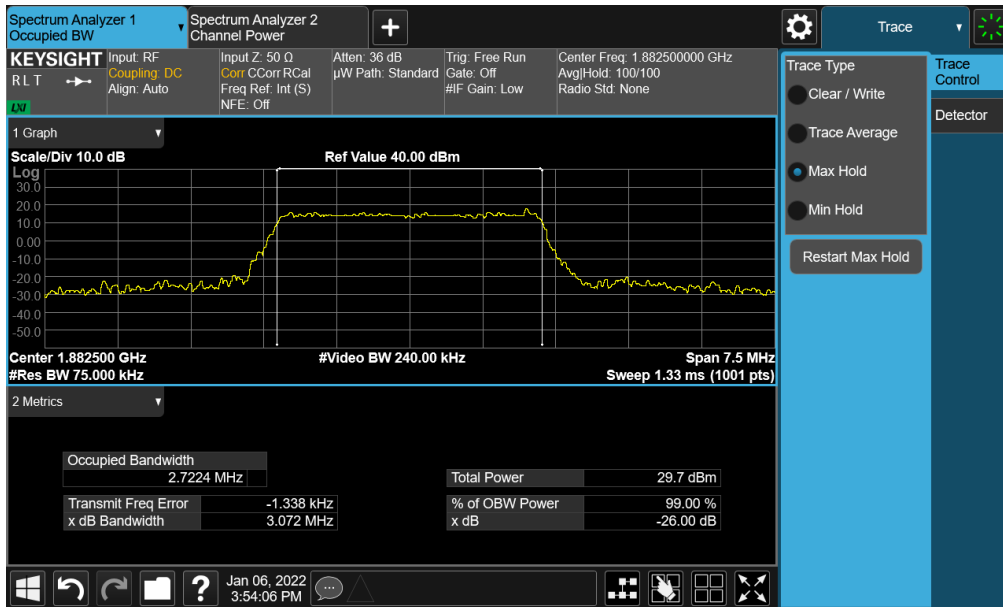 Spectrum Analyzer 1
Occupied BW
Spectrum Analyzer 2
Channel Power
Trace
KEYSIGHT
R L T
LXI
Input: RF
Coupling: DC
Align: Auto
Input Z: 50 Ω
Corr CCorr RCal
Freq Ref: Int (S)
NFE: Off
Atten: 36 dB
µW Path: Standard
Trig: Free Run
Gate: Off
#IF Gain: Low
Center Freq: 1.882500000 GHz
Avg|Hold: 100/100
Radio Std: None
Trace Type
Clear / Write
Trace Average
Max Hold
Min Hold
Restart Max Hold
Trace
Control
Detector
1 Graph
Scale/Div 10.0 dB
Ref Value 40.00 dBm
Log
30.0
20.0
10.0
0.00
-10.0
-20.0
-30.0
-40.0
-50.0
Center 1.882500 GHz
#Video BW 240.00 kHz
Span 7.5 MHz
#Res BW 75.000 kHz
Sweep 1.33 ms (1001 pts)
2 Metrics
Occupied Bandwidth
2.7224 MHz
Total Power 29.7 dBm
Transmit Freq Error -1.338 kHz
% of OBW Power 99.00 %
x dB Bandwidth 3.072 MHz
x dB -26.00 dB
?
Jan 06, 2022
3:54:06 PM